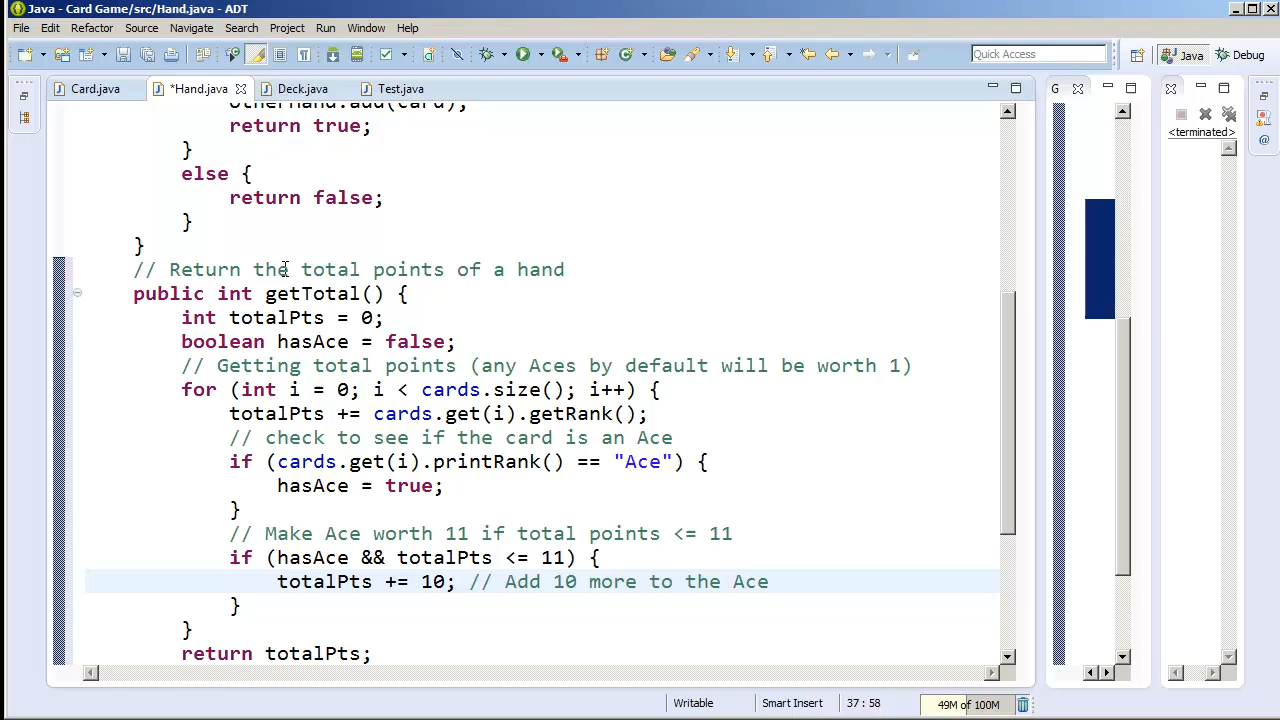 Java - Card Game/src/Hand.java - ADT
File Edit Refactor Source Navigate Search Project Run Window Help
Quick Access
Java
Debug
Card.java
*Hand.java
Deck.java
Test.java
G
<terminated>
otherHand.add(card);
return true;
}
else {
return false;
}
}
// Return the total points of a hand
public int getTotal() {
int totalPts = 0;
boolean hasAce = false;
// Getting total points (any Aces by default will be worth 1)
for (int i = 0; i < cards.size(); i++) {
totalPts += cards.get(i).getRank();
// check to see if the card is an Ace
if (cards.get(i).printRank() == "Ace") {
hasAce = true;
}
// Make Ace worth 11 if total points <= 11
if (hasAce && totalPts <= 11) {
totalPts += 10; // Add 10 more to the Ace
}
}
return totalPts;
Writable
Smart Insert
37 : 58
49M of 100M